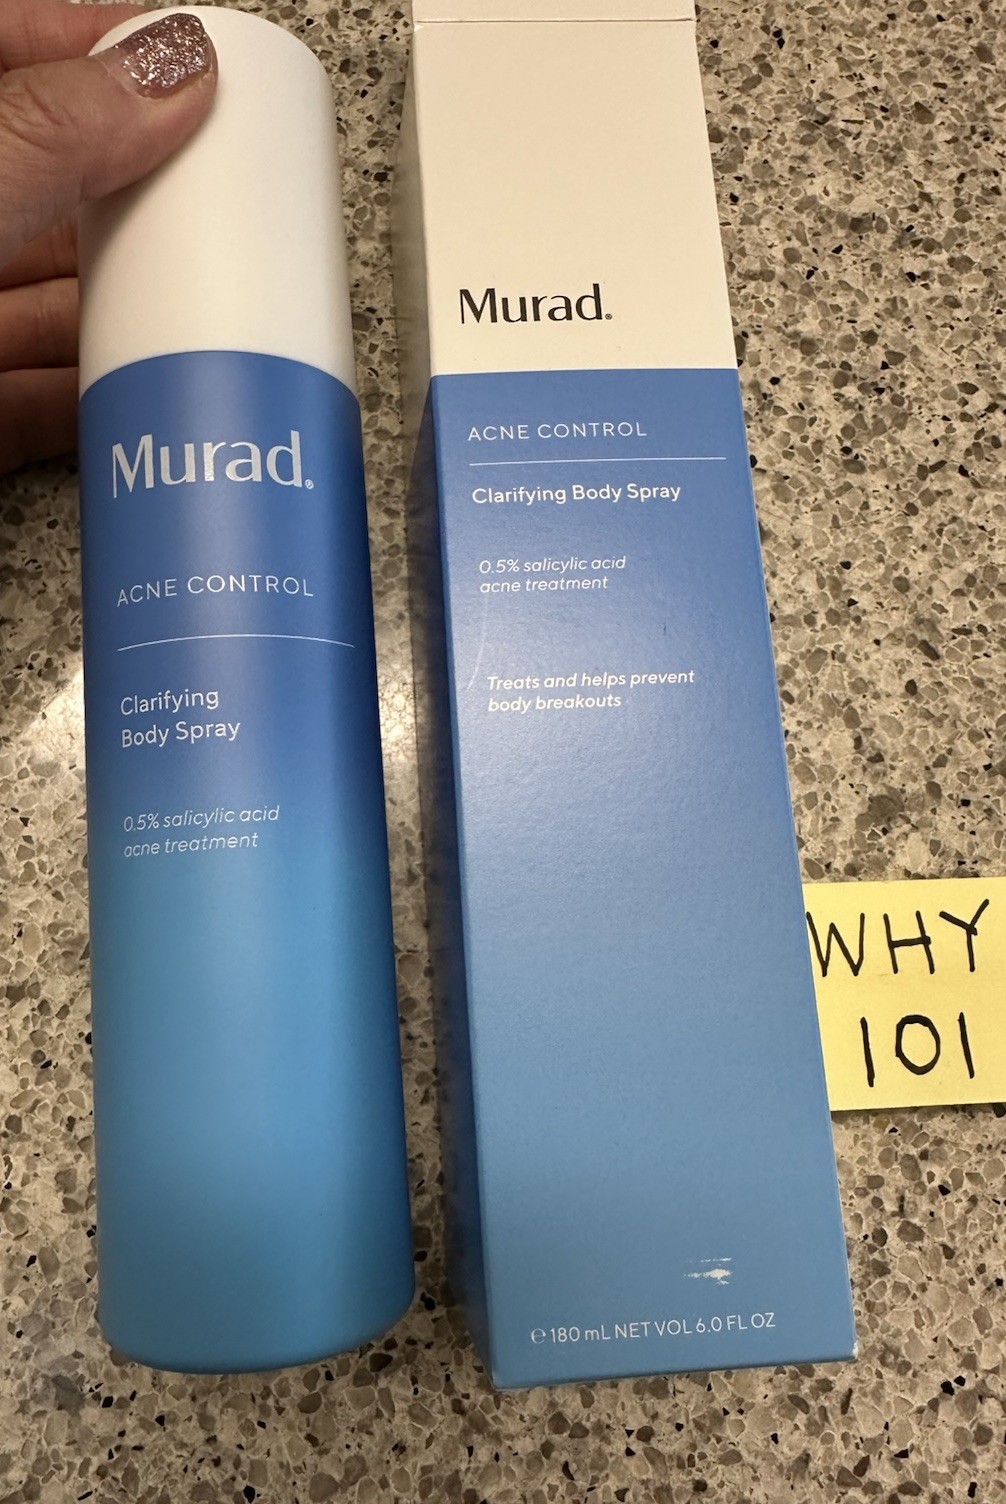 Murad®
ACNE CONTROL
Clarifying
Body Spray
0.5% salicylic acid
acne treatment
Murad®
ACNE CONTROL
Clarifying Body Spray
0.5% salicylic acid
acne treatment
Treats and helps prevent
body breakouts
℮ 180 mL NET VOL 6.0 FL OZ
WHY
101